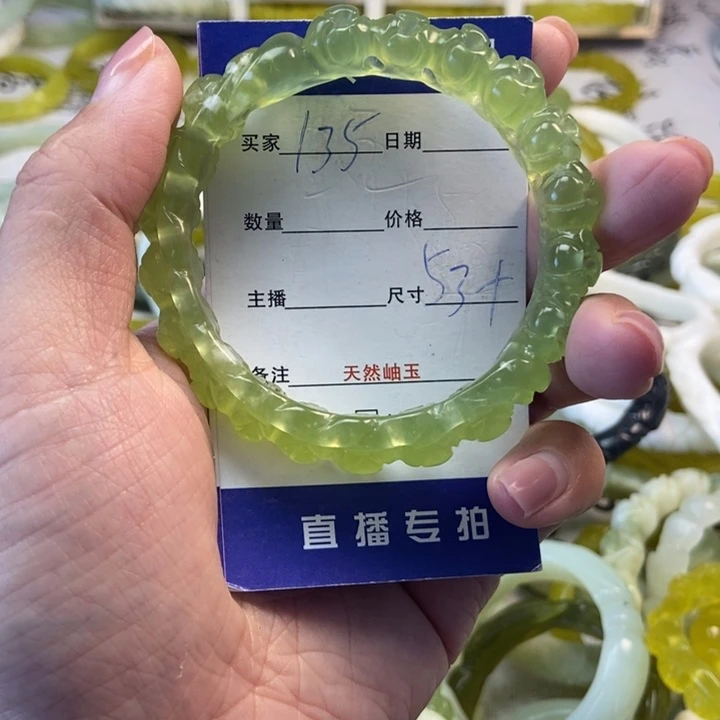 买家 135 日期
数量 价格
主播 尺寸 53+
备注 天然岫玉
直播专拍